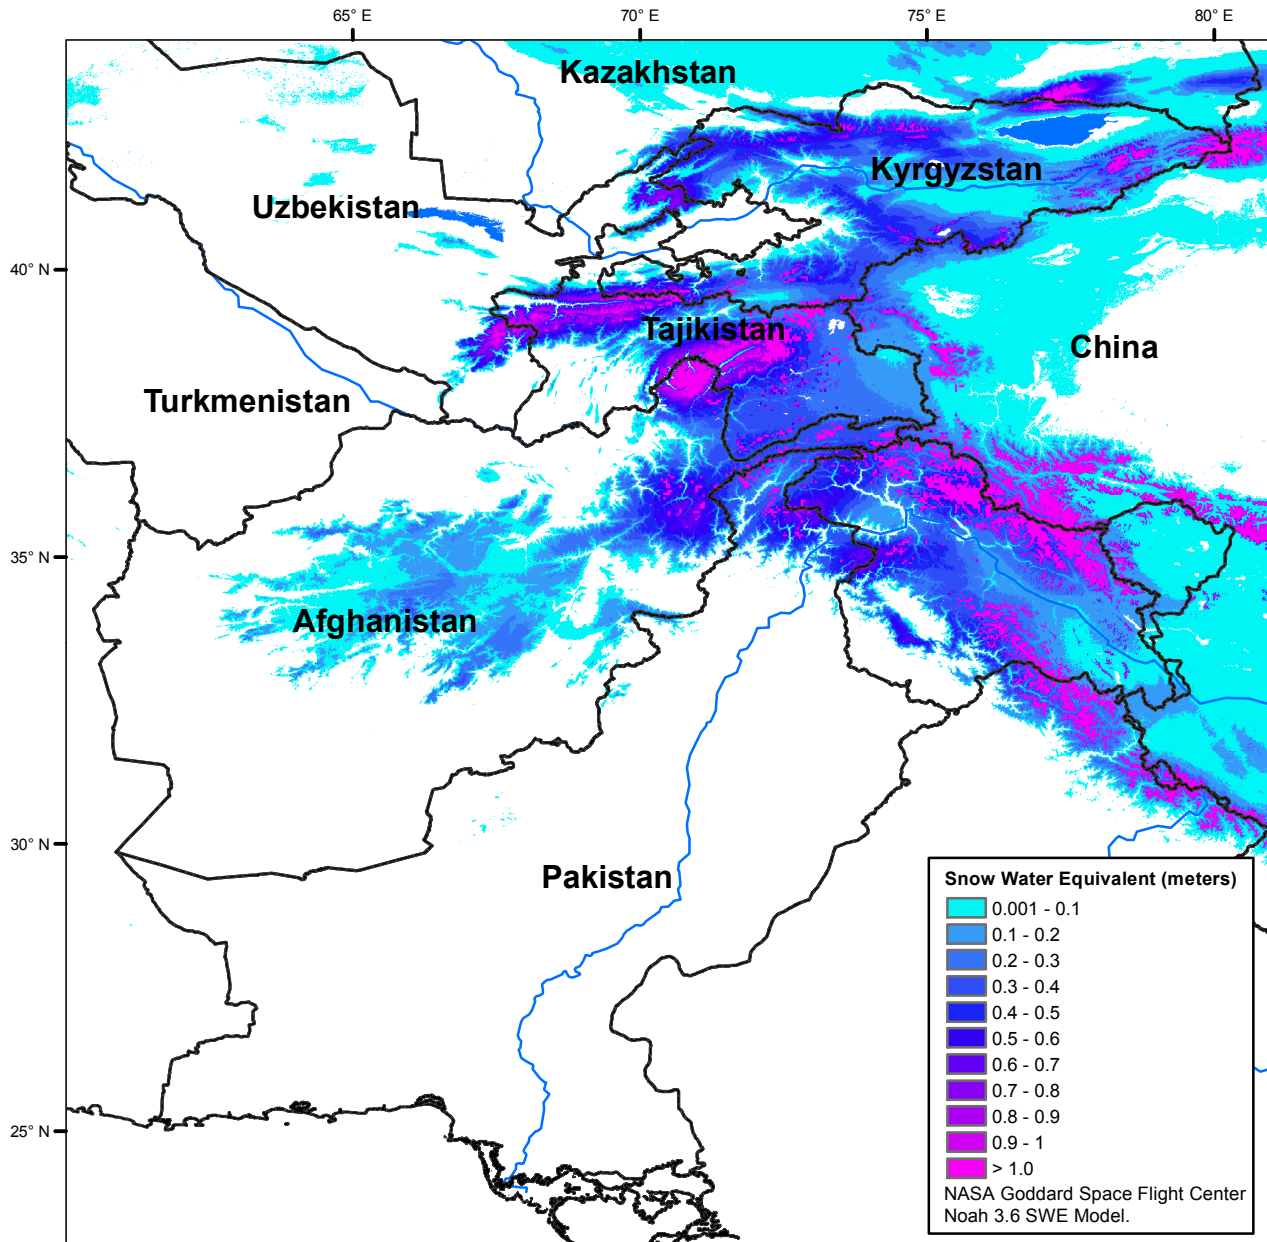 65° E
70° E
75° E
80° E
Kazakhstan
Kyrgyzstan
Uzbekistan
40° N
Tajikistan
China
Turkmenistan
35° N
Afghanistan
30° N
Pakistan
25° N
Snow Water Equivalent (meters)
0.001 - 0.1
0.1 - 0.2
0.2 - 0.3
0.3 - 0.4
0.4 - 0.5
0.5 - 0.6
0.6 - 0.7
0.7 - 0.8
0.8 - 0.9
0.9 - 1
> 1.0
NASA Goddard Space Flight Center
Noah 3.6 SWE Model.